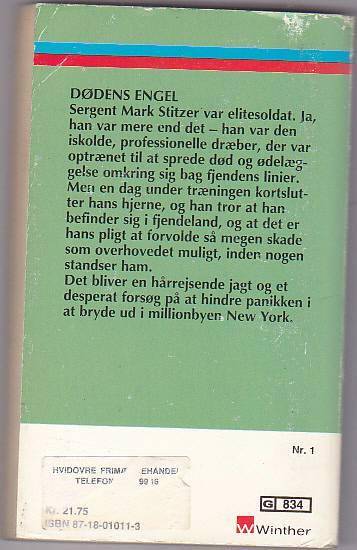 DØDENS ENGEL
Sergent Mark Stitzer var elitesoldat. Ja,
han var mere end det – han var den
iskolde, professionelle dræber, der var
optrænet til at sprede død og ødelæg-
gelse omkring sig bag fjendens linier.
Men en dag under træningen kortslut-
ter hans hjerne, og han tror at han
befinder sig i fjendeland, og at det er
hans pligt at forvolde så megen skade
som overhovedet muligt, inden nogen
standser ham.
Det bliver en hårrejsende jagt og et
desperat forsøg på at hindre panikken i
at bryde ud i millionbyen New York.
Nr. 1
HVIDOVRE
TELEFON
G 834
Kr. 21.75
ISBN 87-18-01011-3
Winther